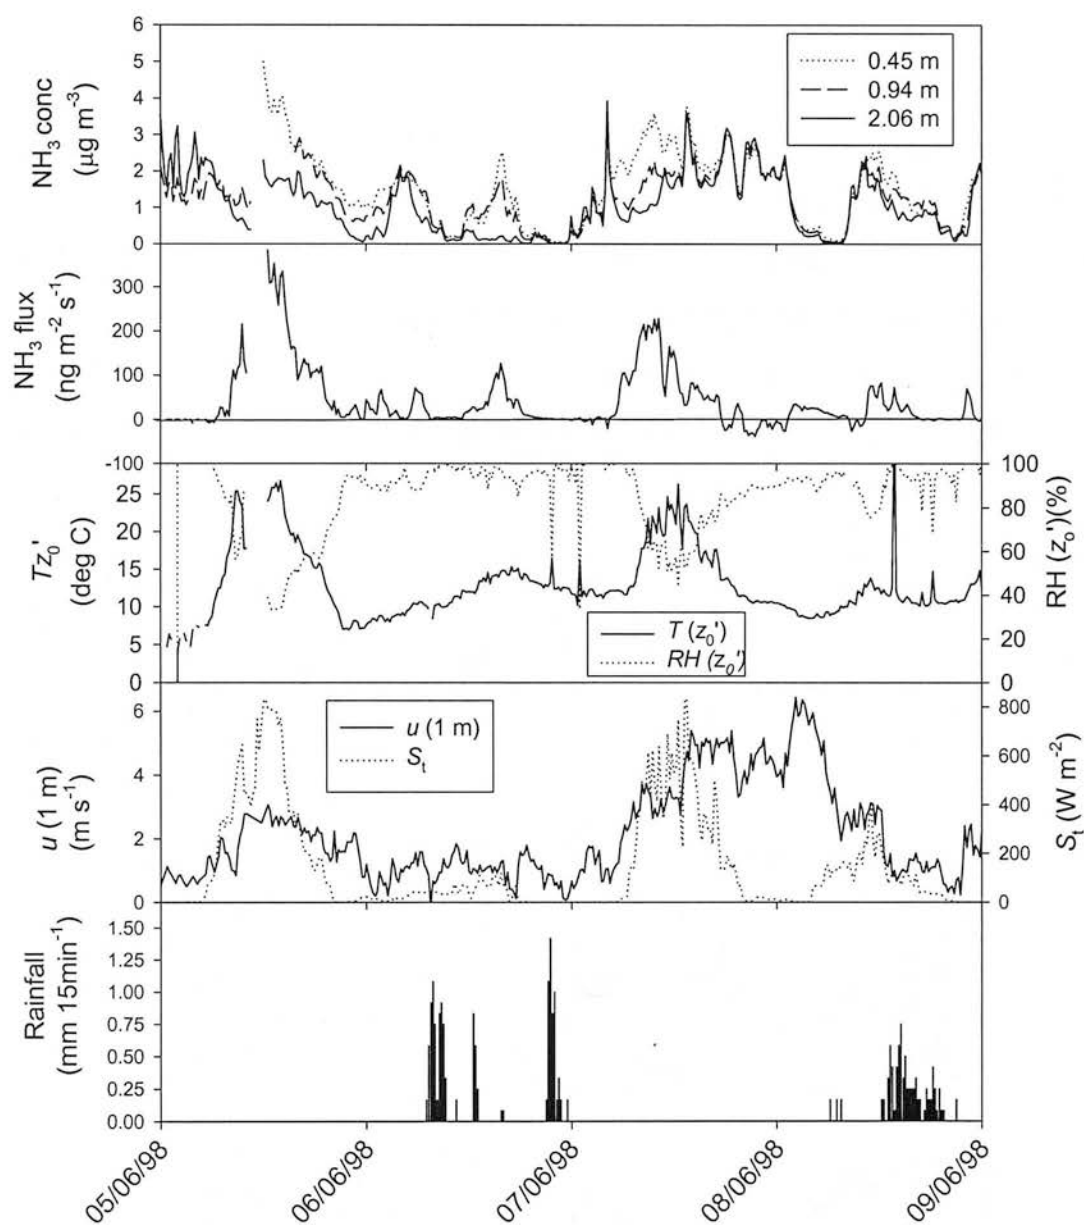 NH₃ conc
(μg m⁻³)
6
5
4
3
2
1
0
0.45 m
0.94 m
2.06 m
NH₃ flux
(ng m⁻² s⁻¹)
300
200
100
0
-100
Tz₀'
(deg C)
25
20
15
10
5
0
100
80
60
40
20
0
RH (z₀')(%)
T (z₀')
RH (z₀')
u (1 m)
(m s⁻¹)
6
4
2
0
800
600
400
200
0
Sₜ (W m⁻²)
u (1 m)
Sₜ
Rainfall
(mm 15min⁻¹)
1.50
1.25
1.00
0.75
0.50
0.25
0.00
05/06/98
06/06/98
07/06/98
08/06/98
09/06/98